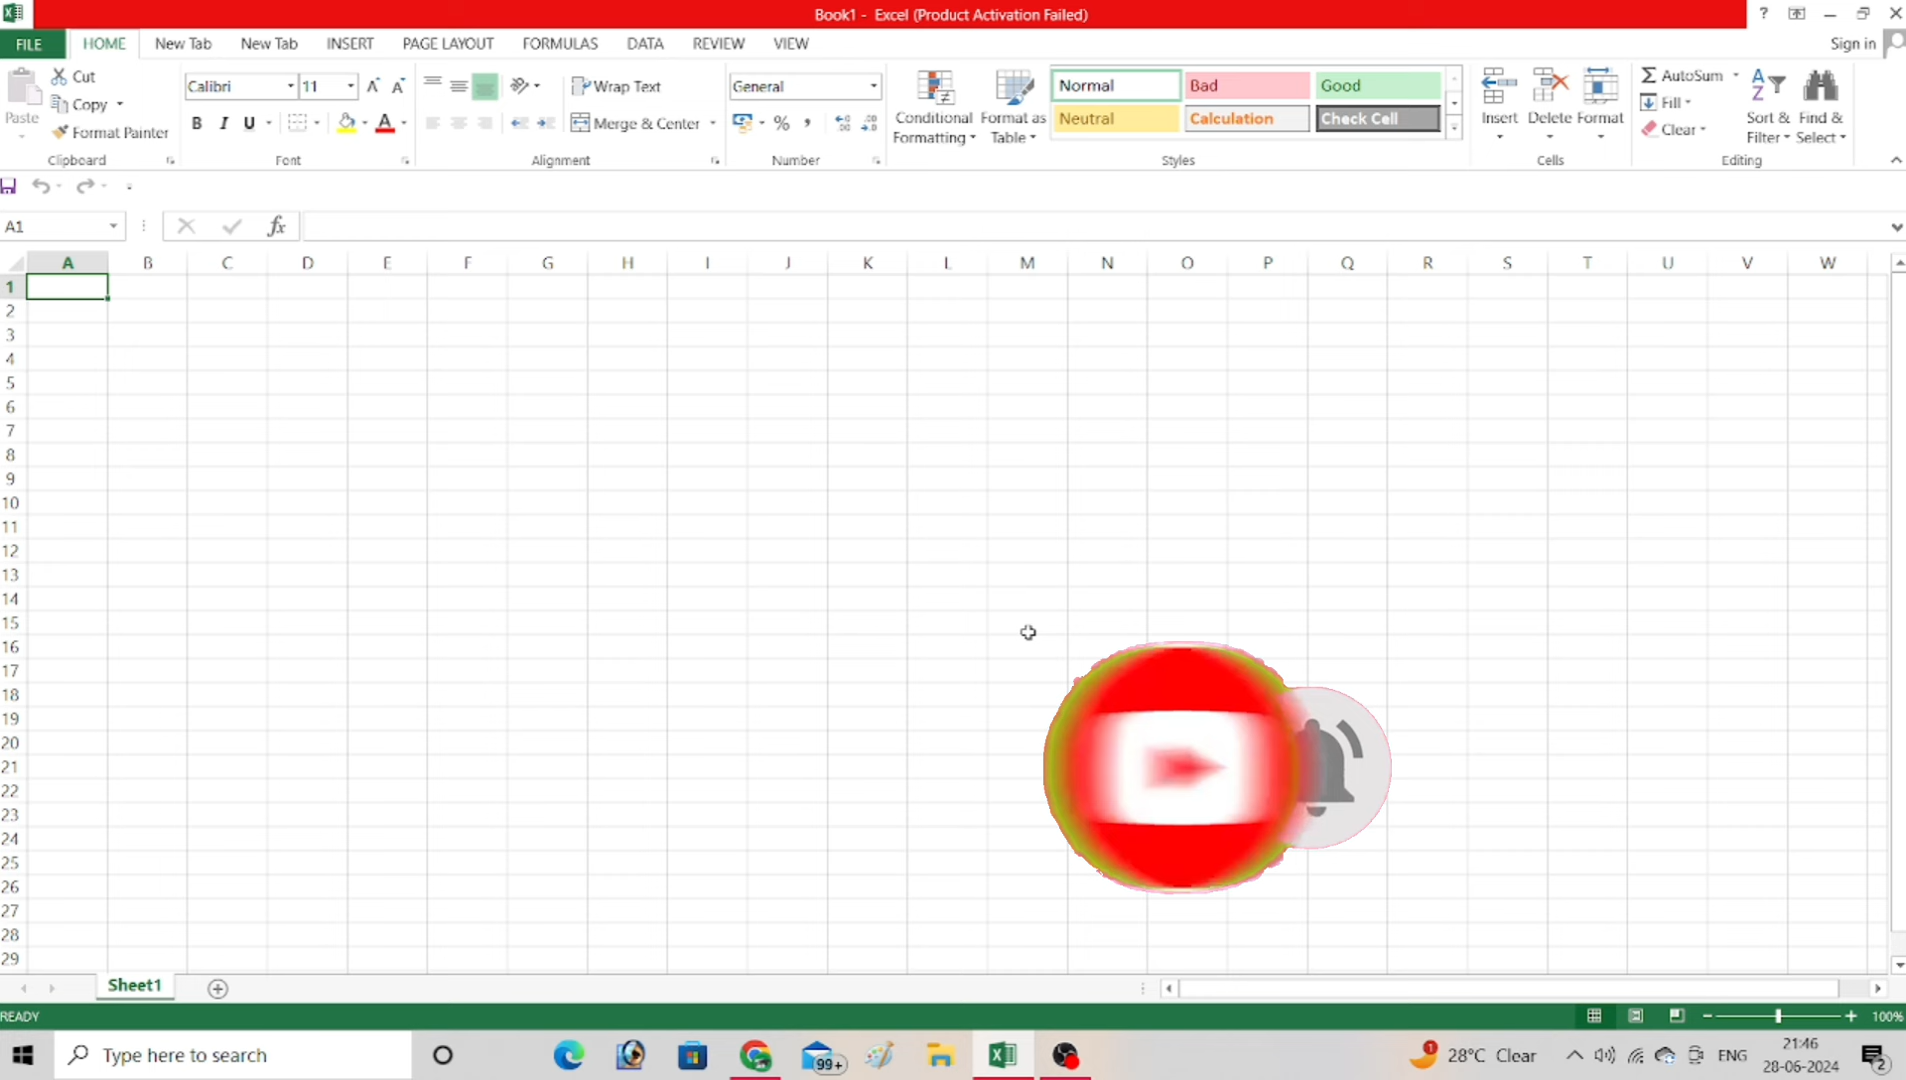 Book1 - Excel (Product Activation Failed)
?
FILE HOME New Tab New Tab INSERT PAGE LAYOUT FORMULAS DATA REVIEW VIEW Sign in
Paste
Cut
Copy
Format Painter
Clipboard
Calibri 11 A A
B I U A
Font
Wrap Text
Merge & Center
Alignment
General
% ,
Number
Conditional Formatting
Format as Table
Normal Bad Good
Neutral Calculation Check Cell
Styles
Insert Delete Format
Cells
AutoSum
Fill
Clear
Sort & Filter
Find & Select
Editing
A1 fx
A B C D E F G H I J K L M N O P Q R S T U V W
1
2
3
4
5
6
7
8
9
10
11
12
13
14
15
16
17
18
19
20
21
22
23
24
25
26
27
28
29
Sheet1
READY 100%
Type here to search 99+ 1 28°C Clear ENG 21:46
28-06-2024 2